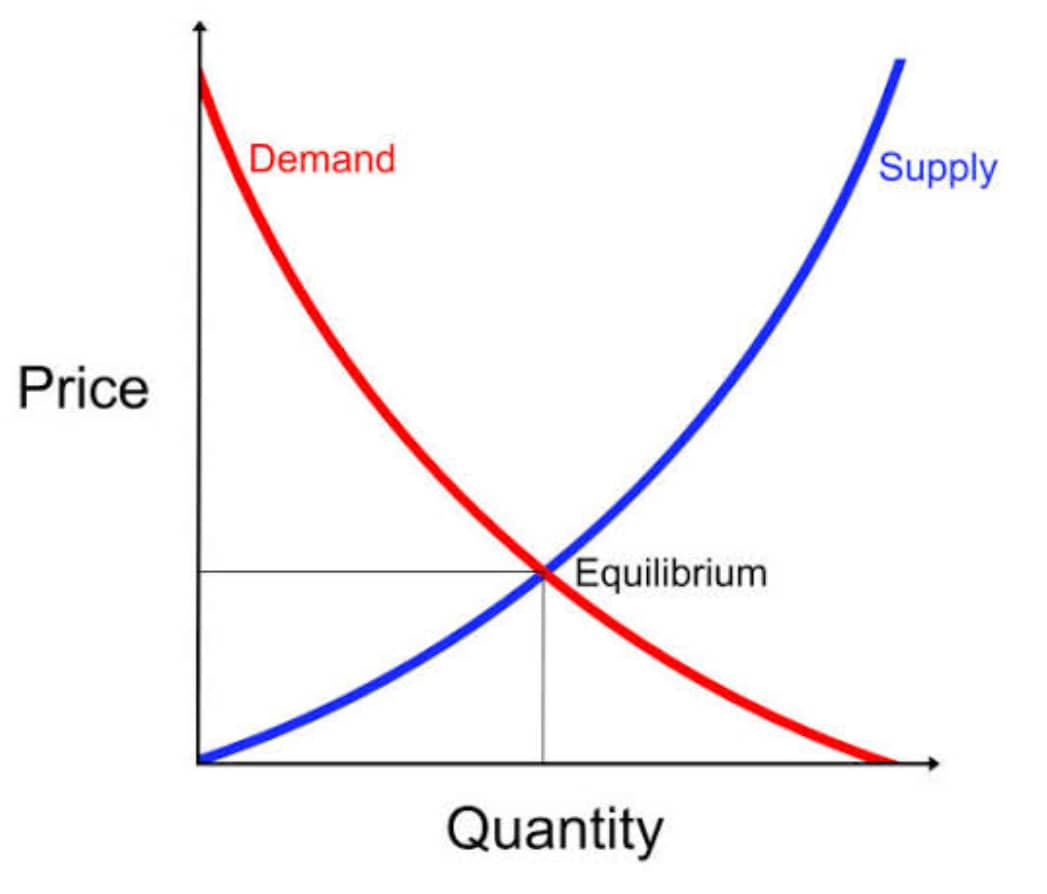 Demand
Supply
Price
Equilibrium
Quantity